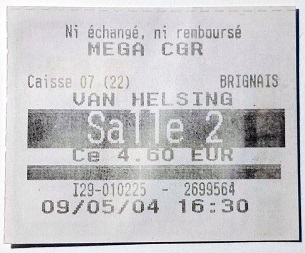 Ni échangé, ni remboursé
MEGA CGR
Caisse 07 (22) BRIGNAIS
VAN HELSING
Salle 2
Ce 4.60 EUR
I29-010225 - 2699564
09/05/04 16:30